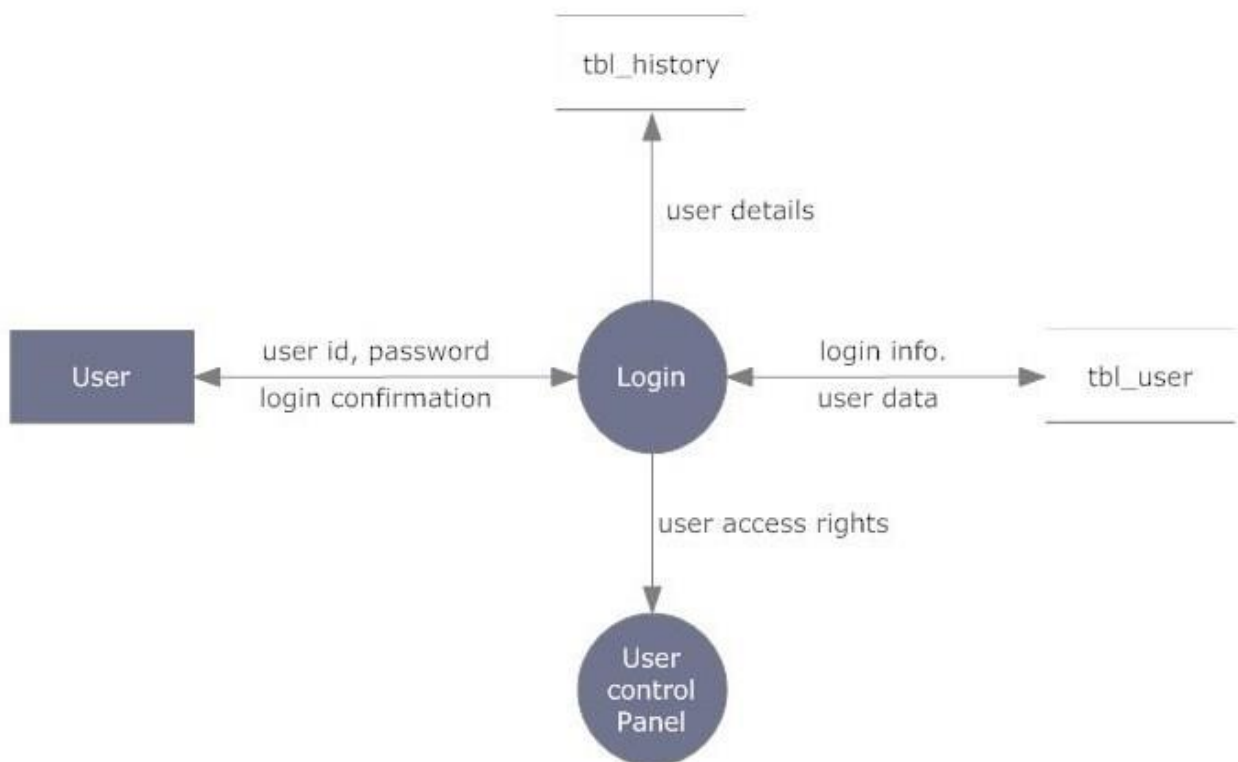 tbl_history
user details
user id, password
login info.
User
Login
tbl_user
login confirmation
user data
user access rights
User
control
Panel